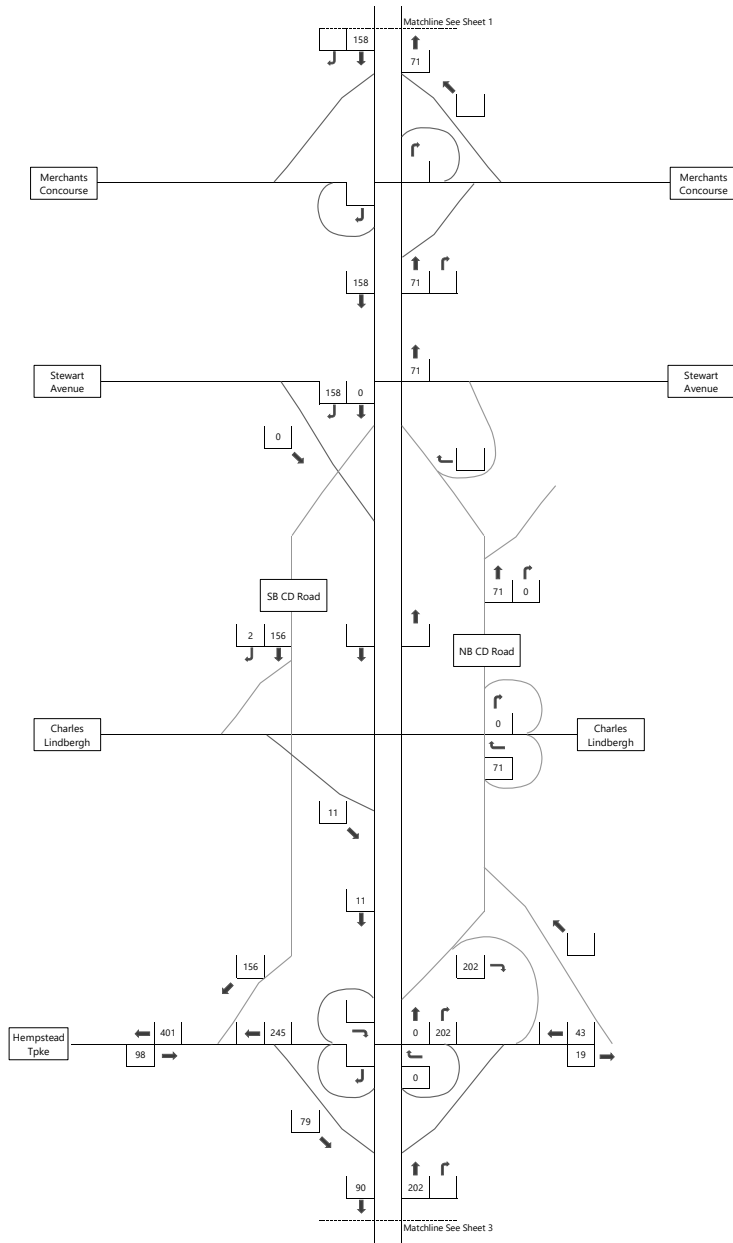 Matchline See Sheet 1
158
71
Merchants
Concourse
Merchants
Concourse
158
71
71
Stewart
Avenue
Stewart
Avenue
158 0
0
71 0
SB CD Road
2 156
NB CD Road
0
Charles
Lindbergh
Charles
Lindbergh
71
11
11
156
202
Hempstead
Tpke
401
245
0 202
43
98
19
0
79
90
202
Matchline See Sheet 3